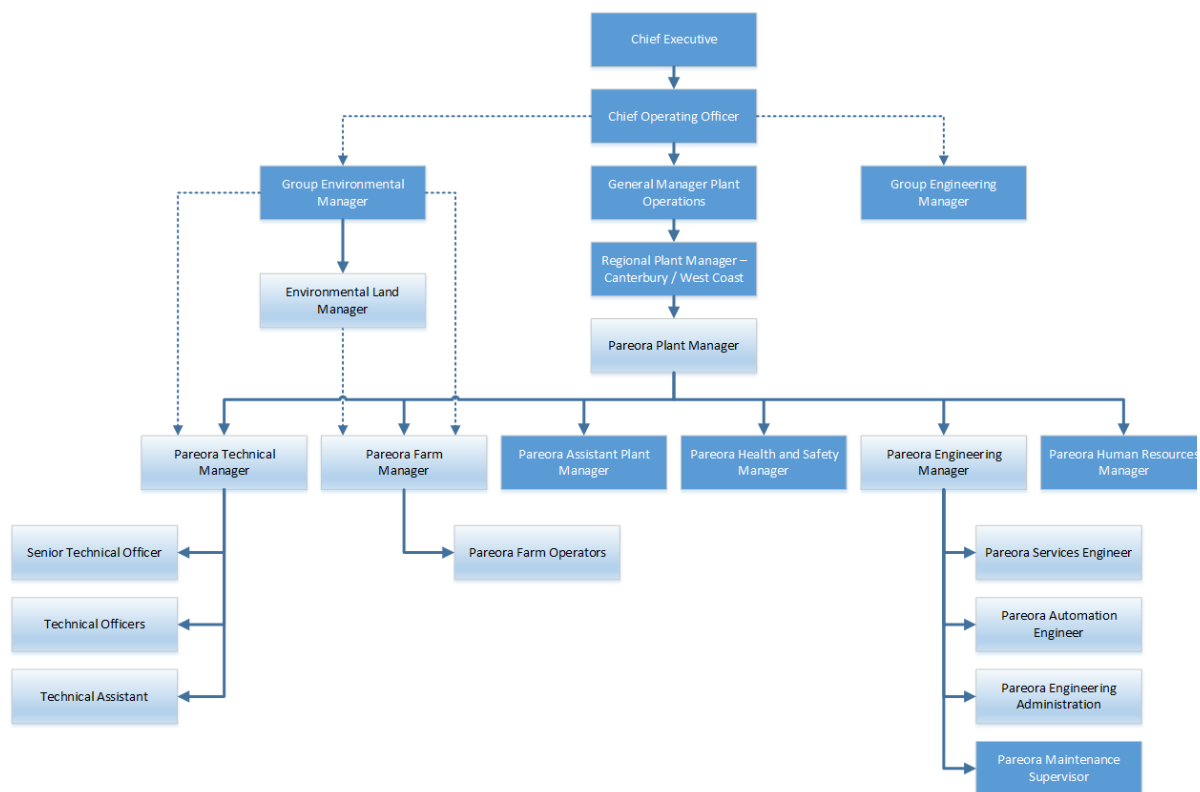 Chief Executive
Chief Operating Officer
Group Environmental
Manager
General Manager Plant
Operations
Group Engineering
Manager
Regional Plant Manager –
Canterbury / West Coast
Environmental Land
Manager
Pareora Plant Manager
Pareora Technical
Manager
Pareora Farm
Manager
Pareora Assistant Plant
Manager
Pareora Health and Safety
Manager
Pareora Engineering
Manager
Pareora Human Resources
Manager
Senior Technical Officer
Pareora Farm Operators
Pareora Services Engineer
Technical Officers
Pareora Automation
Engineer
Technical Assistant
Pareora Engineering
Administration
Pareora Maintenance
Supervisor